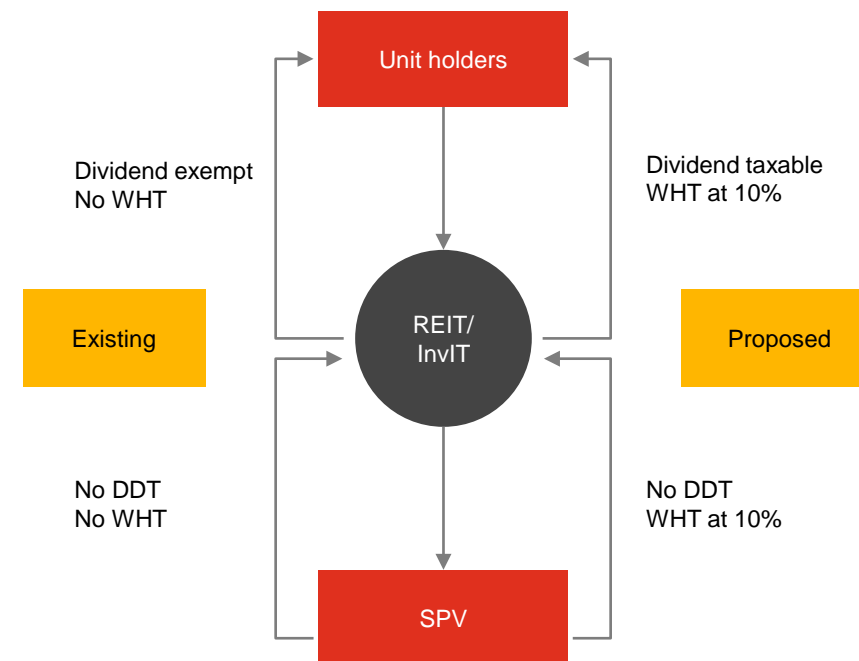 Unit holders
Dividend exempt
No WHT
Dividend taxable
WHT at 10%
Existing
REIT/
InvIT
Proposed
No DDT
No WHT
No DDT
WHT at 10%
SPV